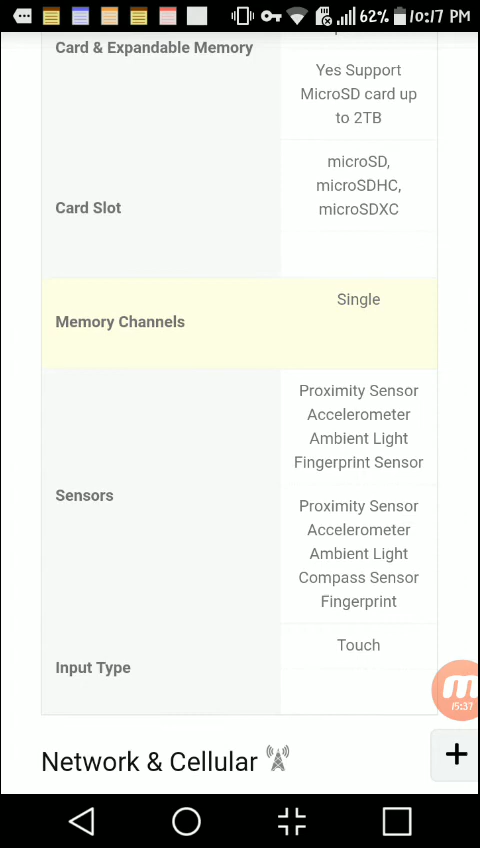 62% 10:17 PM
Card & Expandable Memory
Yes Support
MicroSD card up
to 2TB
Card Slot
microSD,
microSDHC,
microSDXC
Memory Channels
Single
Sensors
Proximity Sensor
Accelerometer
Ambient Light
Fingerprint Sensor
Proximity Sensor
Accelerometer
Ambient Light
Compass Sensor
Fingerprint
Input Type
Touch
15:37
Network & Cellular